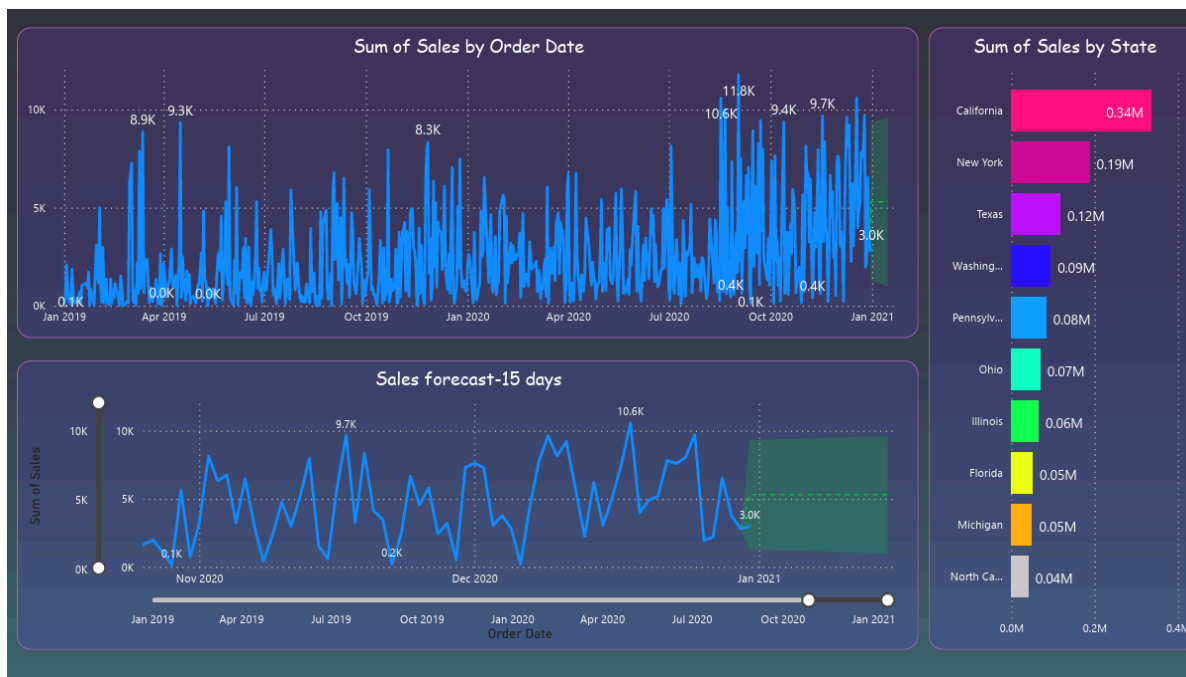 Sum of Sales by Order Date
10K
5K
0K
8.9K
9.3K
8.3K
11.8K
10.6K
9.4K
9.7K
3.0K
0.1K
0.0K
0.0K
0.4K
0.1K
0.4K
Jan 2019
Apr 2019
Jul 2019
Oct 2019
Jan 2020
Apr 2020
Jul 2020
Oct 2020
Jan 2021
Sales forecast-15 days
Sum of Sales
10K
5K
0K
10K
5K
0K
9.7K
10.6K
0.1K
0.2K
3.0K
Nov 2020
Dec 2020
Jan 2021
Jan 2019
Apr 2019
Jul 2019
Oct 2019
Jan 2020
Apr 2020
Jul 2020
Oct 2020
Jan 2021
Order Date
Sum of Sales by State
California 0.34M
New York 0.19M
Texas 0.12M
Washing... 0.09M
Pennsylv... 0.08M
Ohio 0.07M
Illinois 0.06M
Florida 0.05M
Michigan 0.05M
North Ca... 0.04M
0.0M 0.2M 0.4